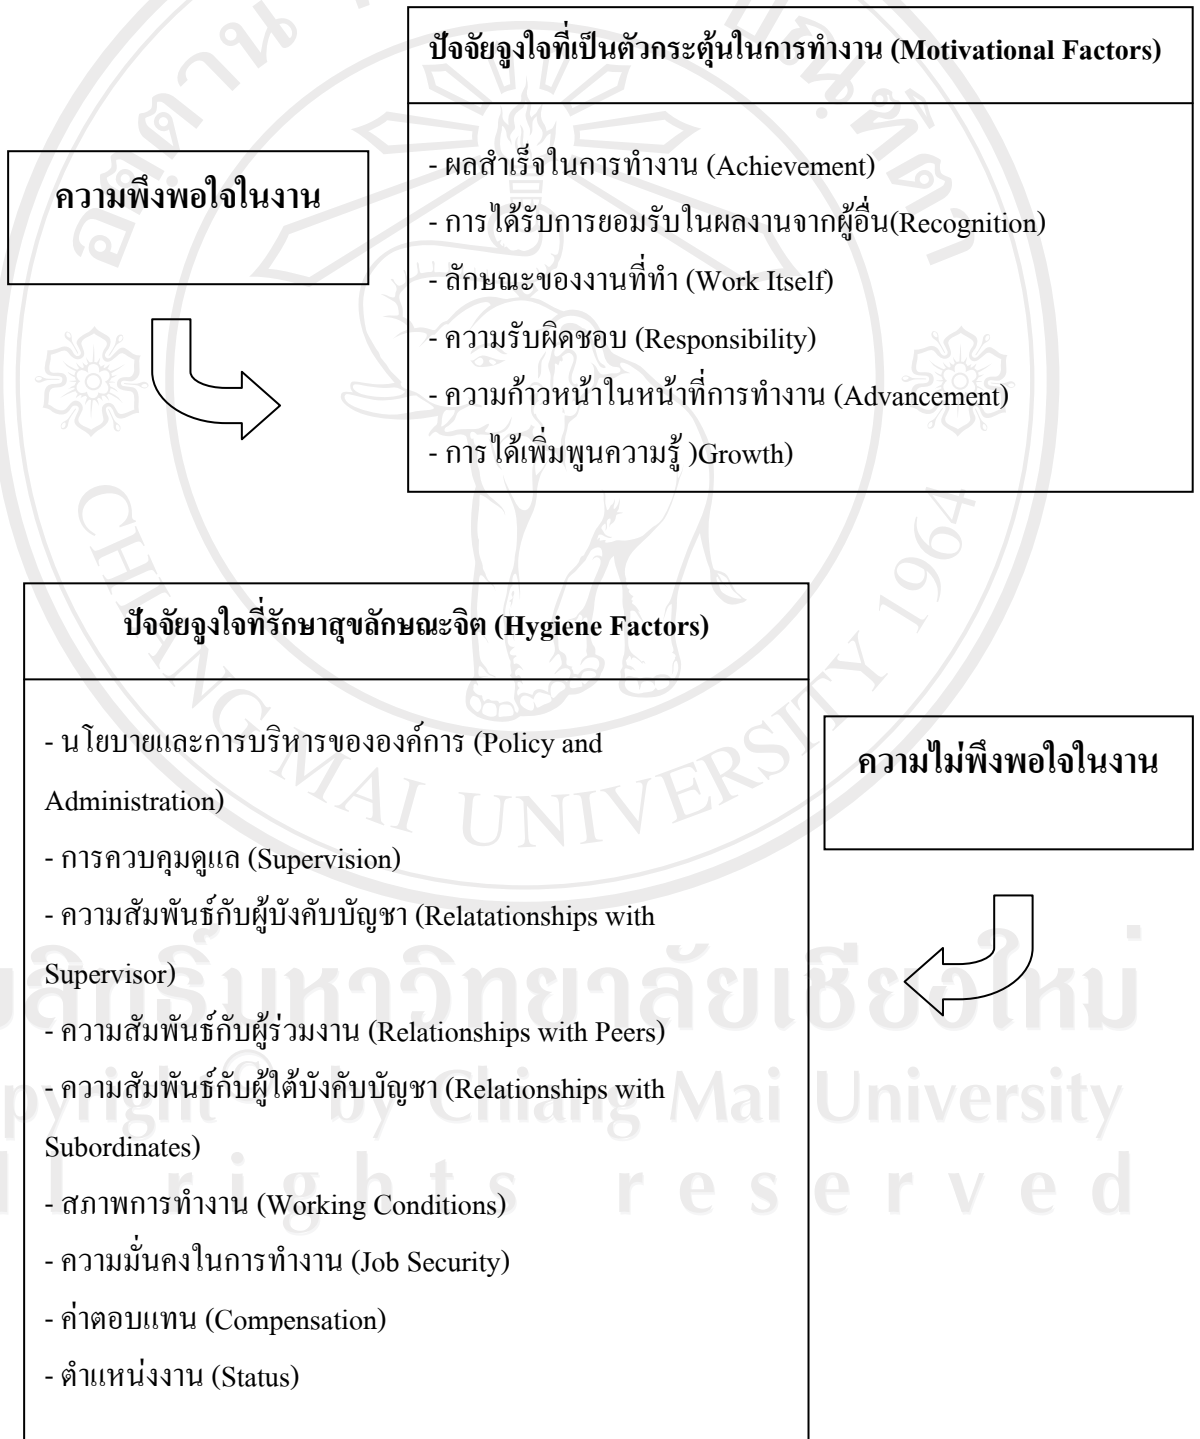 ปัจจัยจูงใจที่เป็นตัวกระตุ้นในการทำงาน (Motivational Factors)
ความพึงพอใจในงาน
- ผลสำเร็จในการทำงาน (Achievement)
- การได้รับการยอมรับในผลงานจากผู้อื่น(Recognition)
- ลักษณะของงานที่ทำ (Work Itself)
- ความรับผิดชอบ (Responsibility)
- ความก้าวหน้าในหน้าที่การทำงาน (Advancement)
- การได้เพิ่มพูนความรู้ )Growth)
ปัจจัยจูงใจที่รักษาสุขลักษณะจิต (Hygiene Factors)
- นโยบายและการบริหารขององค์การ (Policy and
Administration)
- การควบคุมดูแล (Supervision)
- ความสัมพันธ์กับผู้บังคับบัญชา (Relatationships with
Supervisor)
- ความสัมพันธ์กับผู้ร่วมงาน (Relationships with Peers)
- ความสัมพันธ์กับผู้ใต้บังคับบัญชา (Relationships with
Subordinates)
- สภาพการทำงาน (Working Conditions)
- ความมั่นคงในการทำงาน (Job Security)
- ค่าตอบแทน (Compensation)
- ตำแหน่งงาน (Status)
ความไม่พึงพอใจในงาน
CHIANG MAI UNIVERSITY 1964
มหาวิทยาลัยเชียงใหม่
by Chiang Mai University
rights reserved